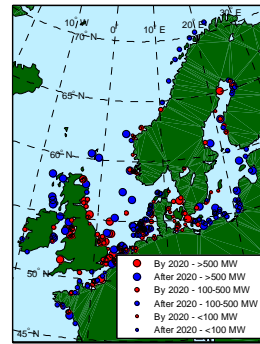 10° W
0°
10° E
20° E
30° E
70° N
65° N
60° N
50° N
45° N
By 2020 - >500 MW
After 2020 - >500 MW
By 2020 - 100-500 MW
After 2020 - 100-500 MW
By 2020 - <100 MW
After 2020 - <100 MW